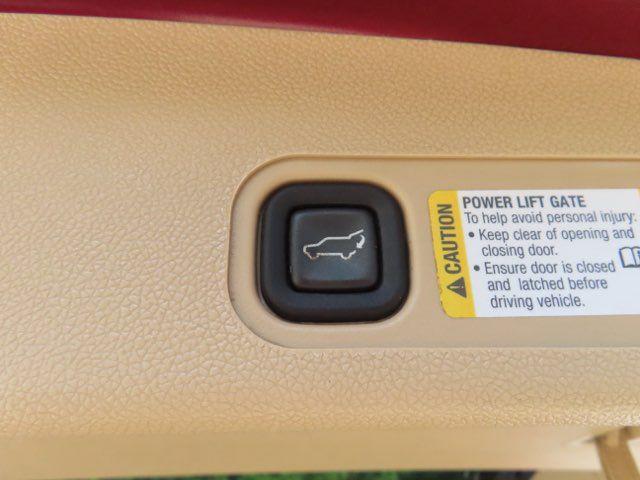 CAUTION
POWER LIFT GATE
To help avoid personal injury:
• Keep clear of opening and
closing door.
• Ensure door is closed
and latched before
driving vehicle.